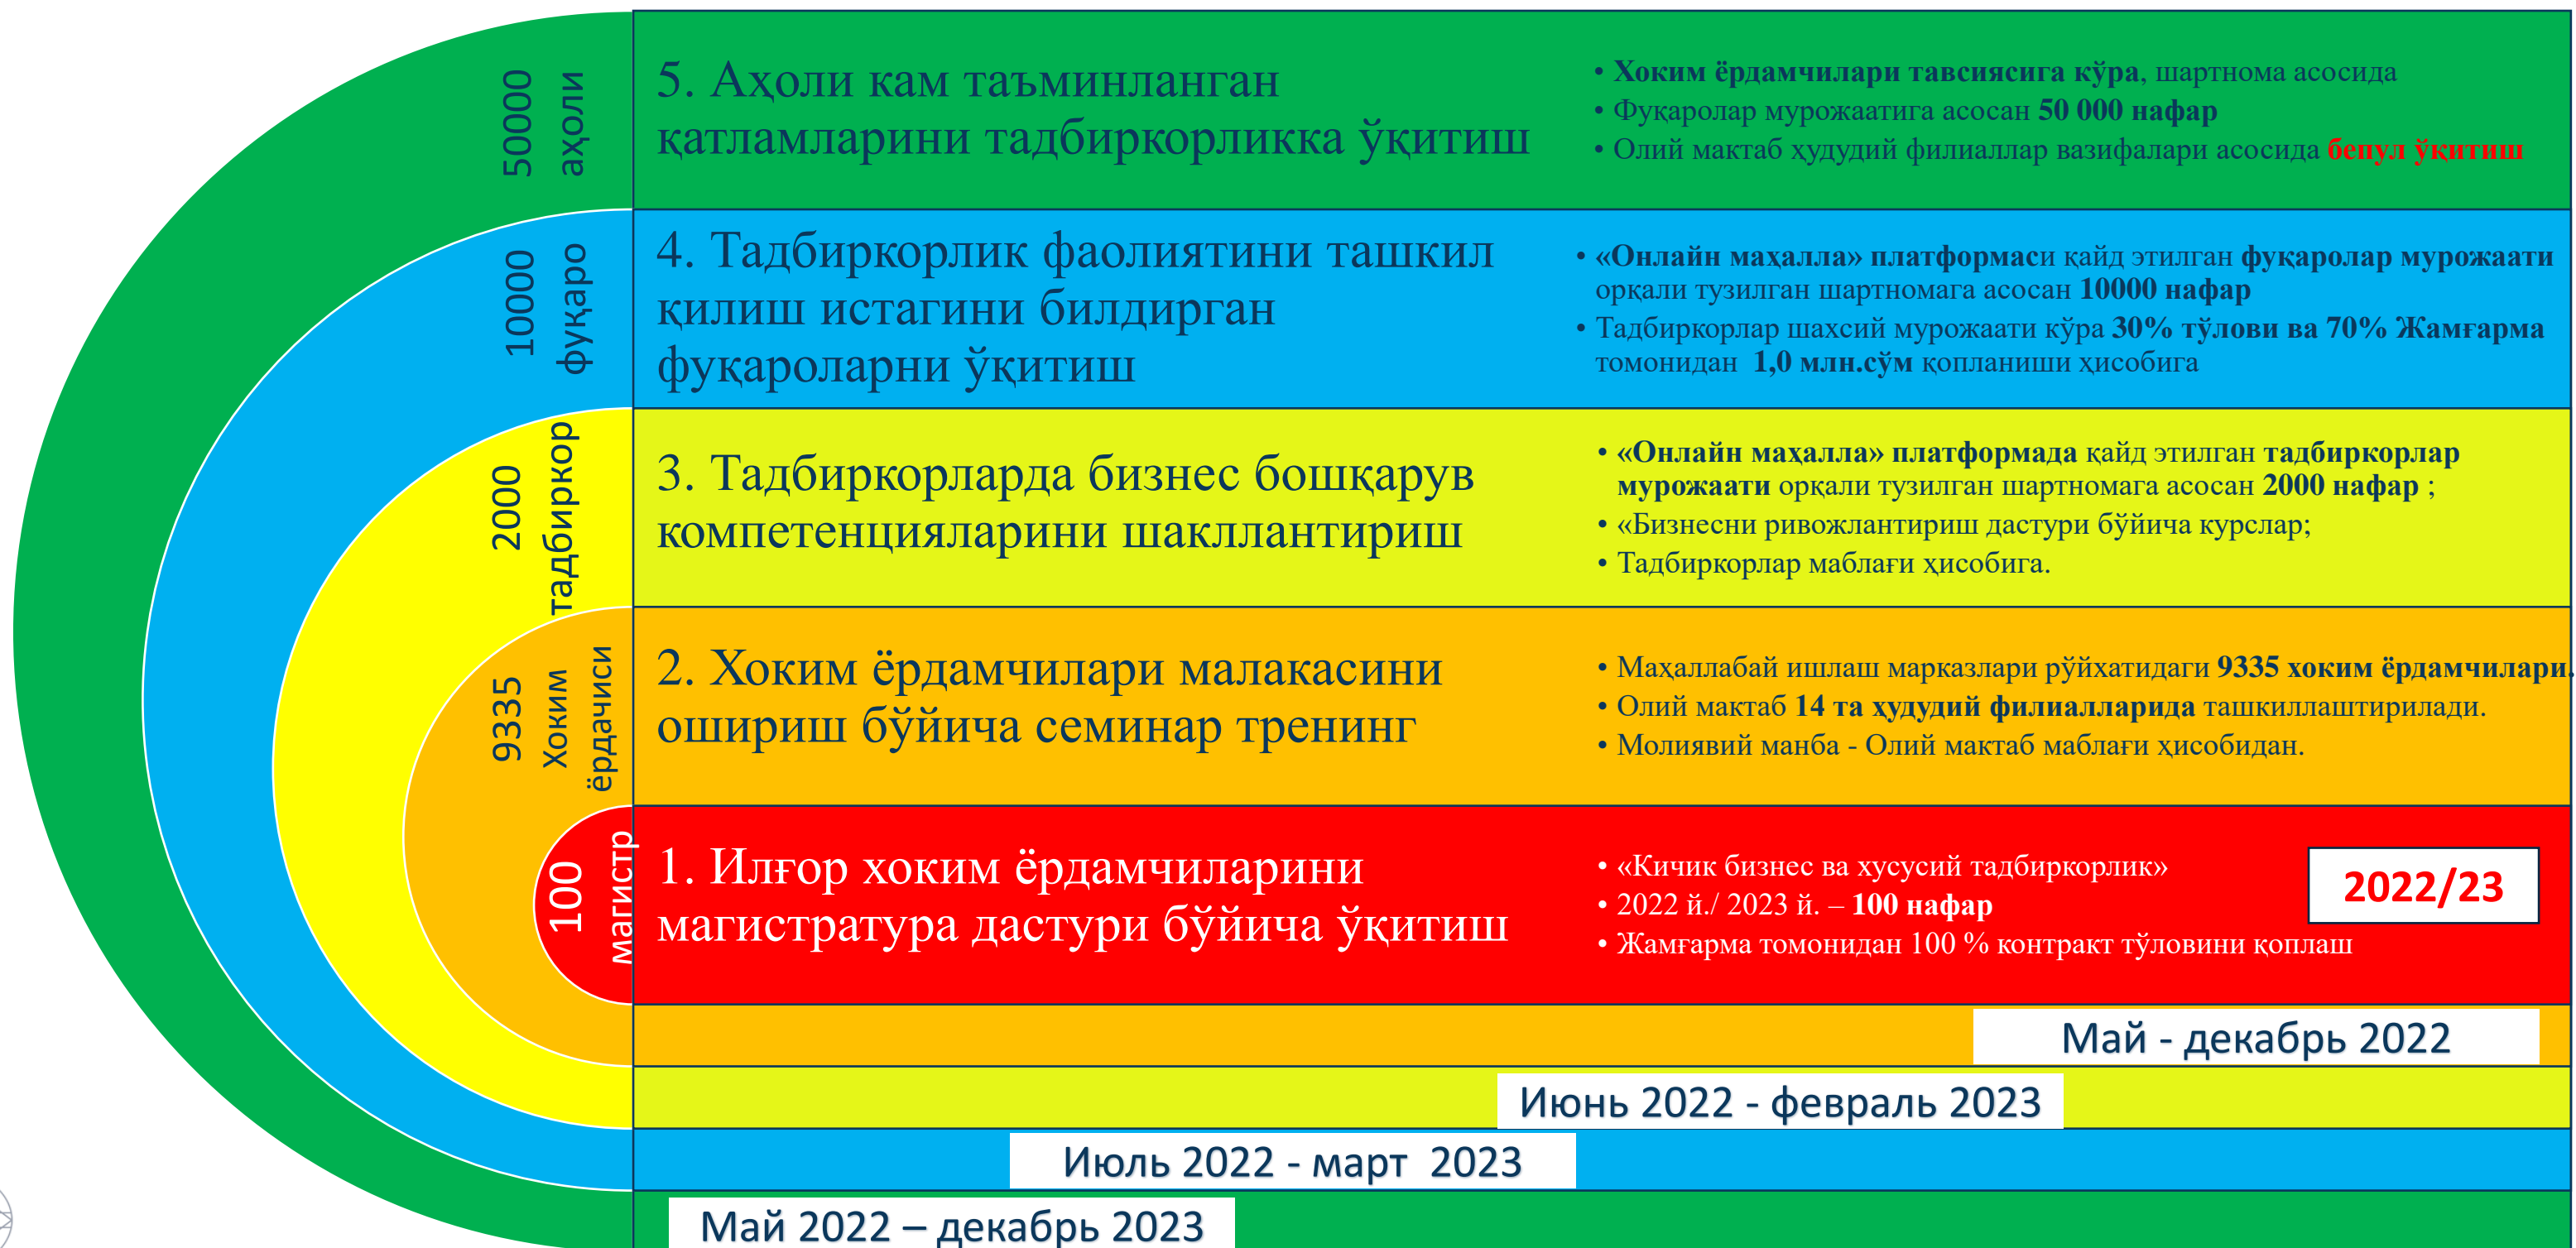 50000
аҳоли
5. Аҳоли кам таъминланган
қатламларини тадбиркорликка ўқитиш
• Хоким ёрдамчилари тавсиясига кўра, шартнома асосида
• Фуқаролар мурожаатига асосан 50 000 нафар
• Олий мактаб ҳудудий филиаллар вазифалари асосида бепул ўқитиш
10000
фуқаро
4. Тадбиркорлик фаолиятини ташкил
қилиш истагини билдирган
фуқароларни ўқитиш
• «Онлайн маҳалла» платформаси қайд этилган фуқаролар мурожаати
орқали тузилган шартномага асосан 10000 нафар
• Тадбиркорлар шахсий мурожаати кўра 30% тўлови ва 70% Жамғарма
томонидан 1,0 млн.сўм қопланиши ҳисобига
2000
тадбиркор
3. Тадбиркорларда бизнес бошқарув
компетенцияларини шакллантириш
• «Онлайн маҳалла» платформада қайд этилган тадбиркорлар
мурожаати орқали тузилган шартномага асосан 2000 нафар ;
• «Бизнесни ривожлантириш дастури бўйича курслар;
• Тадбиркорлар маблағи ҳисобига.
9335
Хоким
ёрдачиси
2. Хоким ёрдамчилари малакасини
ошириш бўйича семинар тренинг
• Маҳаллабай ишлаш марказлари рўйхатидаги 9335 хоким ёрдамчилари.
• Олий мактаб 14 та ҳудудий филиалларида ташкиллаштирилади.
• Молиявий манба - Олий мактаб маблағи ҳисобидан.
100
магистр
1. Илғор хоким ёрдамчиларини
магистратура дастури бўйича ўқитиш
• «Кичик бизнес ва хусусий тадбиркорлик»
• 2022 й./ 2023 й. – 100 нафар
• Жамғарма томонидан 100 % контракт тўловини қоплаш
2022/23
Май - декабрь 2022
Июнь 2022 - февраль 2023
Июль 2022 - март 2023
Май 2022 – декабрь 2023